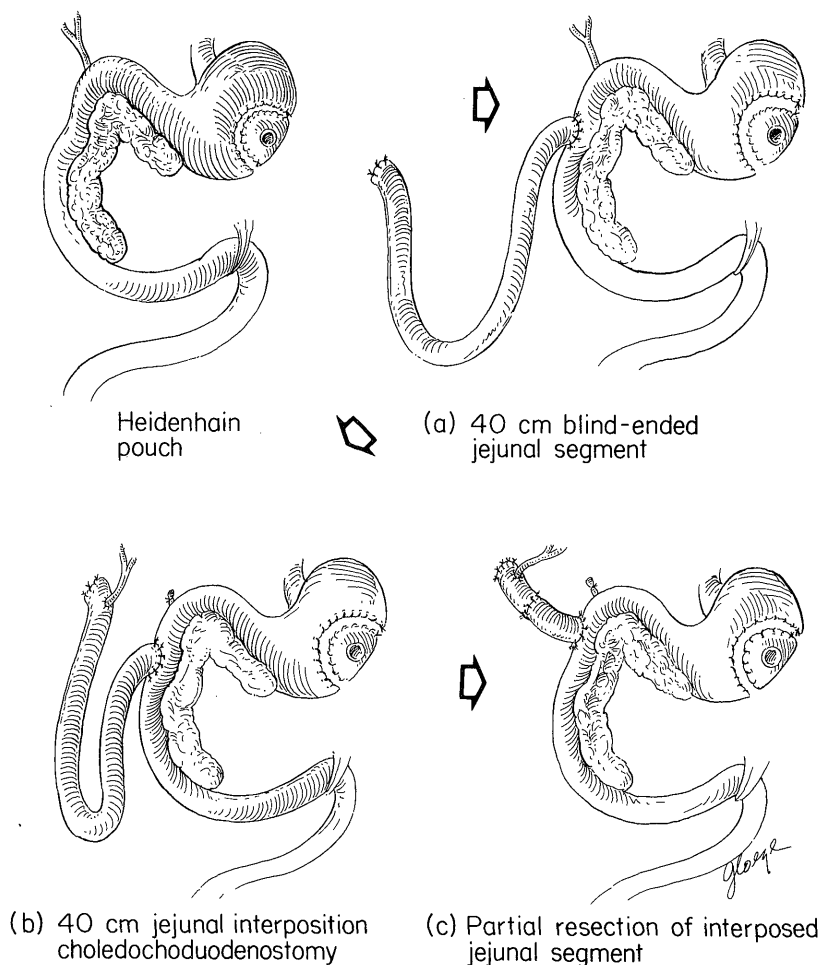 Heidenhain
pouch
(a) 40 cm blind-ended
jejunal segment
(b) 40 cm jejunal interposition
choledochoduodenostomy
(c) Partial resection of interposed
jejunal segment